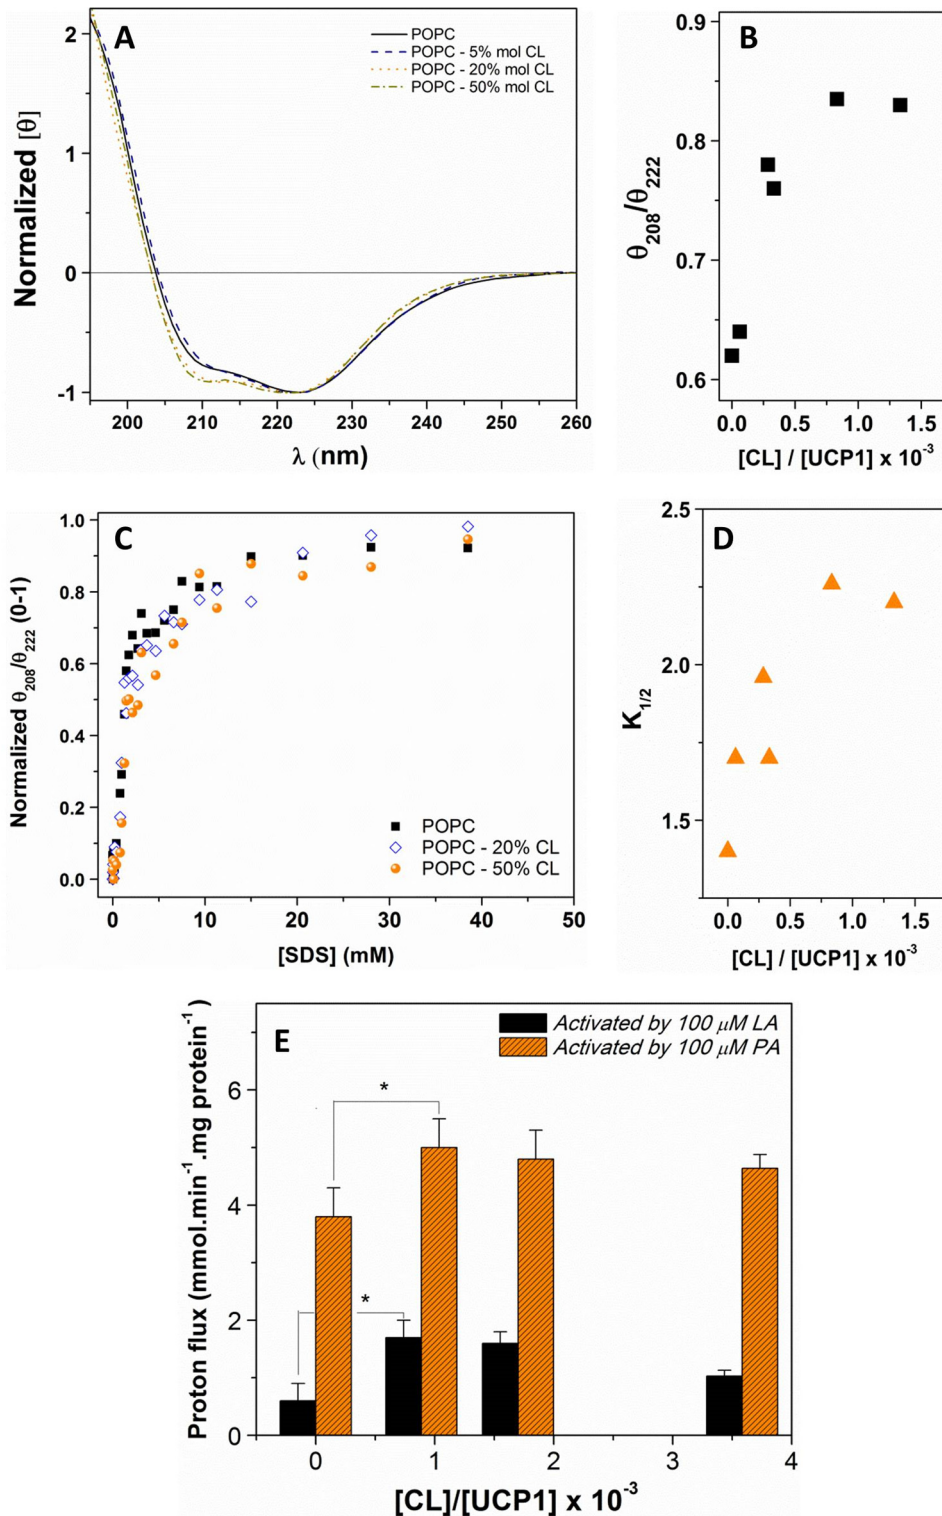 A
POPC
POPC - 5% mol CL
POPC - 20% mol CL
POPC - 50% mol CL
Normalized [θ]
2
1
0
-1
200 210 220 230 240 250 260
λ (nm)
B
θ208/θ222
0.9
0.8
0.7
0.6
0.0 0.5 1.0 1.5
[CL] / [UCP1] x 10-3
C
Normalized θ208/θ222 (0-1)
1.0
0.8
0.6
0.4
0.2
0.0
POPC
POPC - 20% CL
POPC - 50% CL
0 10 20 30 40 50
[SDS] (mM)
D
K1/2
2.5
2.0
1.5
0.0 0.5 1.0 1.5
[CL] / [UCP1] x 10-3
E
Activated by 100 μM LA
Activated by 100 μM PA
Proton flux (mmol.min-1.mg protein-1)
6
4
2
0
*
*
0 1 2 3 4
[CL]/[UCP1] x 10-3